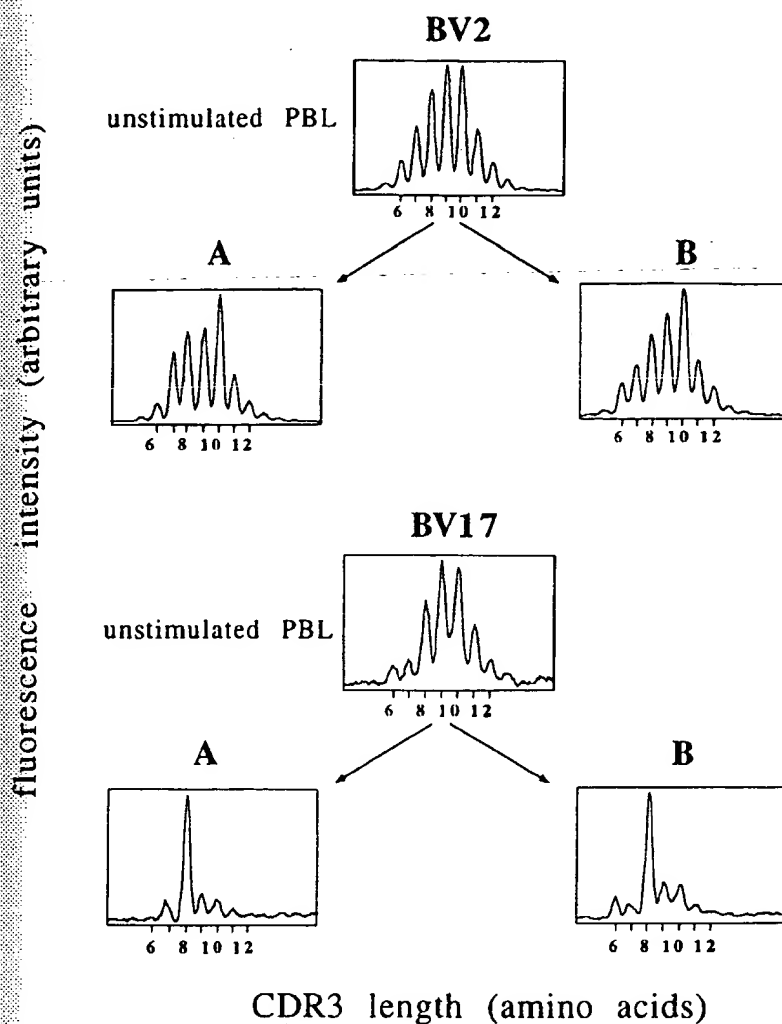 BV2
unstimulated PBL
6 8 10 12
A
B
6 8 10 12
6 8 10 12
fluorescence intensity (arbitrary units)
BV17
unstimulated PBL
6 8 10 12
A
B
6 8 10 12
6 8 10 12
CDR3 length (amino acids)